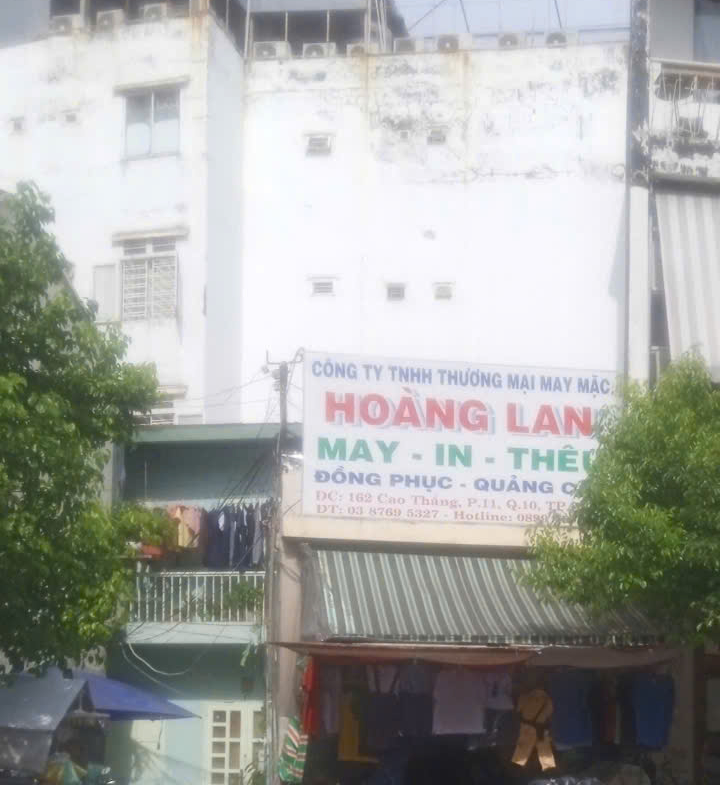 CÔNG TY TNHH THƯƠNG MẠI MAY MẶC
HOÀNG LAN
MAY - IN - THÊU
ĐỒNG PHỤC - QUẢNG
ĐC: 162 Cao Thắng, P.11, Q.10, TP
ĐT: 03 8769 5327 - Hotline: